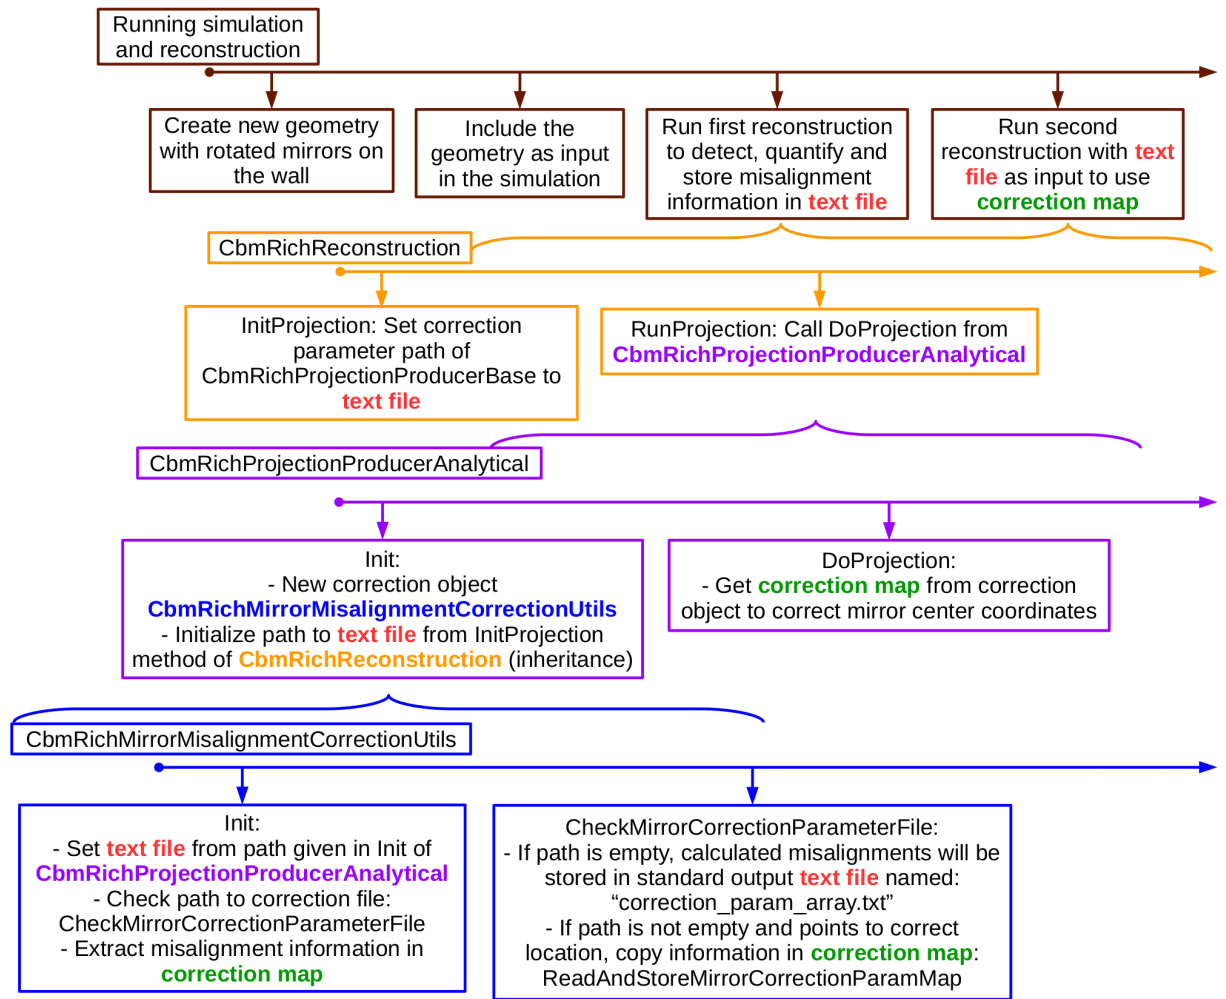 Running simulation
and reconstruction
Create new geometry
with rotated mirrors on
the wall
Include the
geometry as input
in the simulation
Run first reconstruction
to detect, quantify and
store misalignment
information in text file
Run second
reconstruction with text
file as input to use
correction map
CbmRichReconstruction
InitProjection: Set correction
parameter path of
CbmRichProjectionProducerBase to
text file
RunProjection: Call DoProjection from
CbmRichProjectionProducerAnalytical
CbmRichProjectionProducerAnalytical
Init:
- New correction object
CbmRichMirrorMisalignmentCorrectionUtils
- Initialize path to text file from InitProjection
method of CbmRichReconstruction (inheritance)
DoProjection:
- Get correction map from correction
object to correct mirror center coordinates
CbmRichMirrorMisalignmentCorrectionUtils
Init:
- Set text file from path given in Init of
CbmRichProjectionProducerAnalytical
- Check path to correction file:
CheckMirrorCorrectionParameterFile
- Extract misalignment information in
correction map
CheckMirrorCorrectionParameterFile:
- If path is empty, calculated misalignments will be
stored in standard output text file named:
“correction_param_array.txt”
- If path is not empty and points to correct
location, copy information in correction map:
ReadAndStoreMirrorCorrectionParamMap